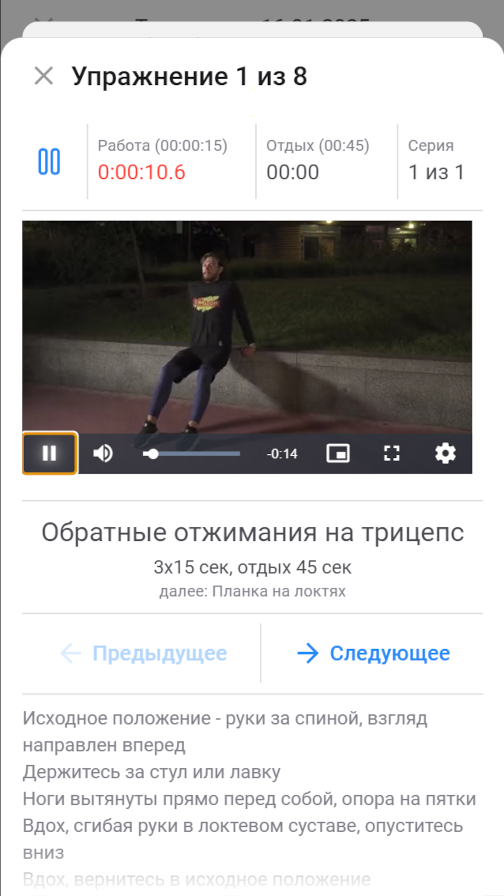 Упражнение 1 из 8
Работа (00:00:15)
0:00:10.6
Отдых (00:45)
00:00
Серия
1 из 1
-0:14
Обратные отжимания на трицепс
3х15 сек, отдых 45 сек
далее: Планка на локтях
Предыдущее
Следующее
Исходное положение - руки за спиной, взгляд
направлен вперед
Держитесь за стул или лавку
Ноги вытянуты прямо перед собой, опора на пятки
Вдох, сгибая руки в локтевом суставе, опуститесь
вниз
Вдох, вернитесь в исходное положение